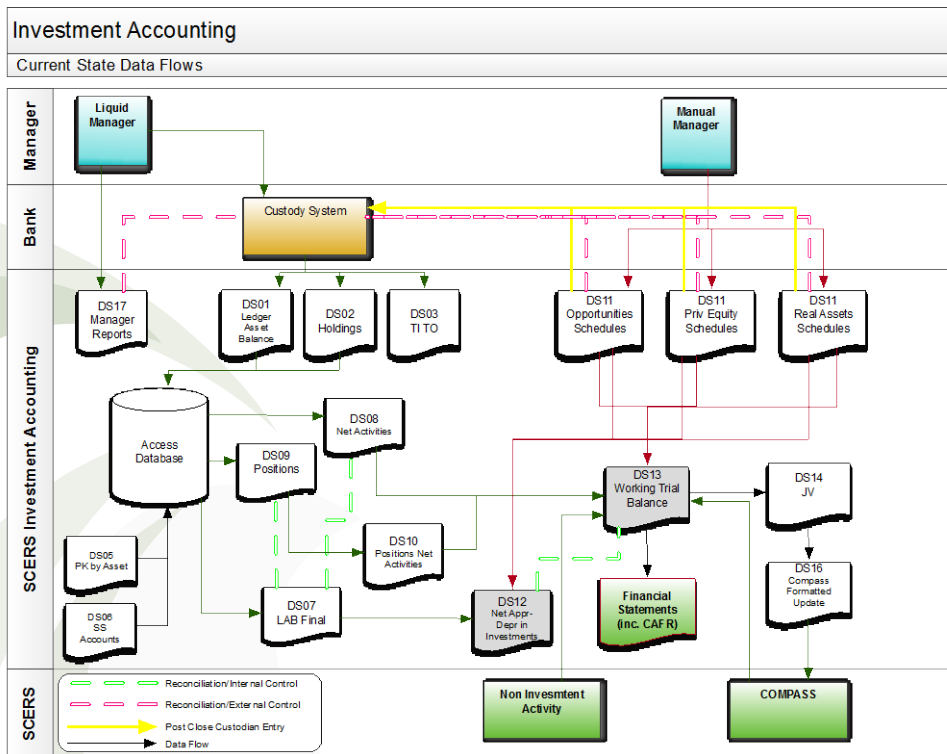 Investment Accounting
Current State Data Flows
Manager
Liquid
Manager
Manual
Manager
Bank
Custody System
SCERS Investment Accounting
DS17
Manager
Reports
DS01
Ledger
Asset
Balance
DS02
Holdings
DS03
TI TO
DS11
Opportunities
Schedules
DS11
Priv Equity
Schedules
DS11
Real Assets
Schedules
Access
Database
DS08
Net Activities
DS09
Positions
DS13
Working Trial
Balance
DS14
JV
DS10
Positions Net
Activities
DS05
PK by Asset
DS06
SS
Accounts
DS07
LAB Final
DS12
Net Appr-
Depr in
Investments
Financial
Statements
(inc. CAFR)
DS16
Compass
Formatted
Update
SCERS
Reconciliation/Internal Control
Reconciliation/External Control
Post Close Custodian Entry
Data Flow
Non Invesmtent
Activity
COMPASS